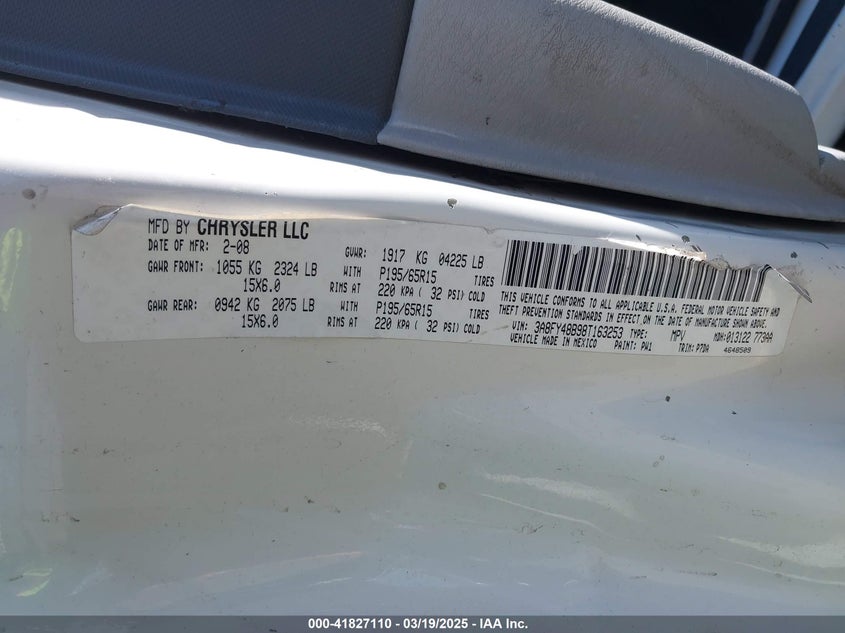 MFD BY CHRYSLER LLC
DATE OF MFR: 2-08
GVWR: 1917 KG 04225 LB
GAWR FRONT: 1055 KG 2324 LB WITH P195/65R15 TIRES
15X6.0 RIMS AT 220 KPA ( 32 PSI) COLD
GAWR REAR: 0942 KG 2075 LB WITH P195/65R15 TIRES
15X6.0 RIMS AT 220 KPA ( 32 PSI) COLD
THIS VEHICLE CONFORMS TO ALL APPLICABLE U.S.A. FEDERAL MOTOR VEHICLE SAFETY AND
THEFT PREVENTION STANDARDS IN EFFECT ON THE DATE OF MANUFACTURE SHOWN ABOVE.
VIN: 3A8FY48B98T163253 TYPE: MPV MDH:013122 773AA
VEHICLE MADE IN MEXICO PAINT: PW1 TRIM: P7DA 4648509
000-41827110 - 03/19/2025 - IAA Inc.